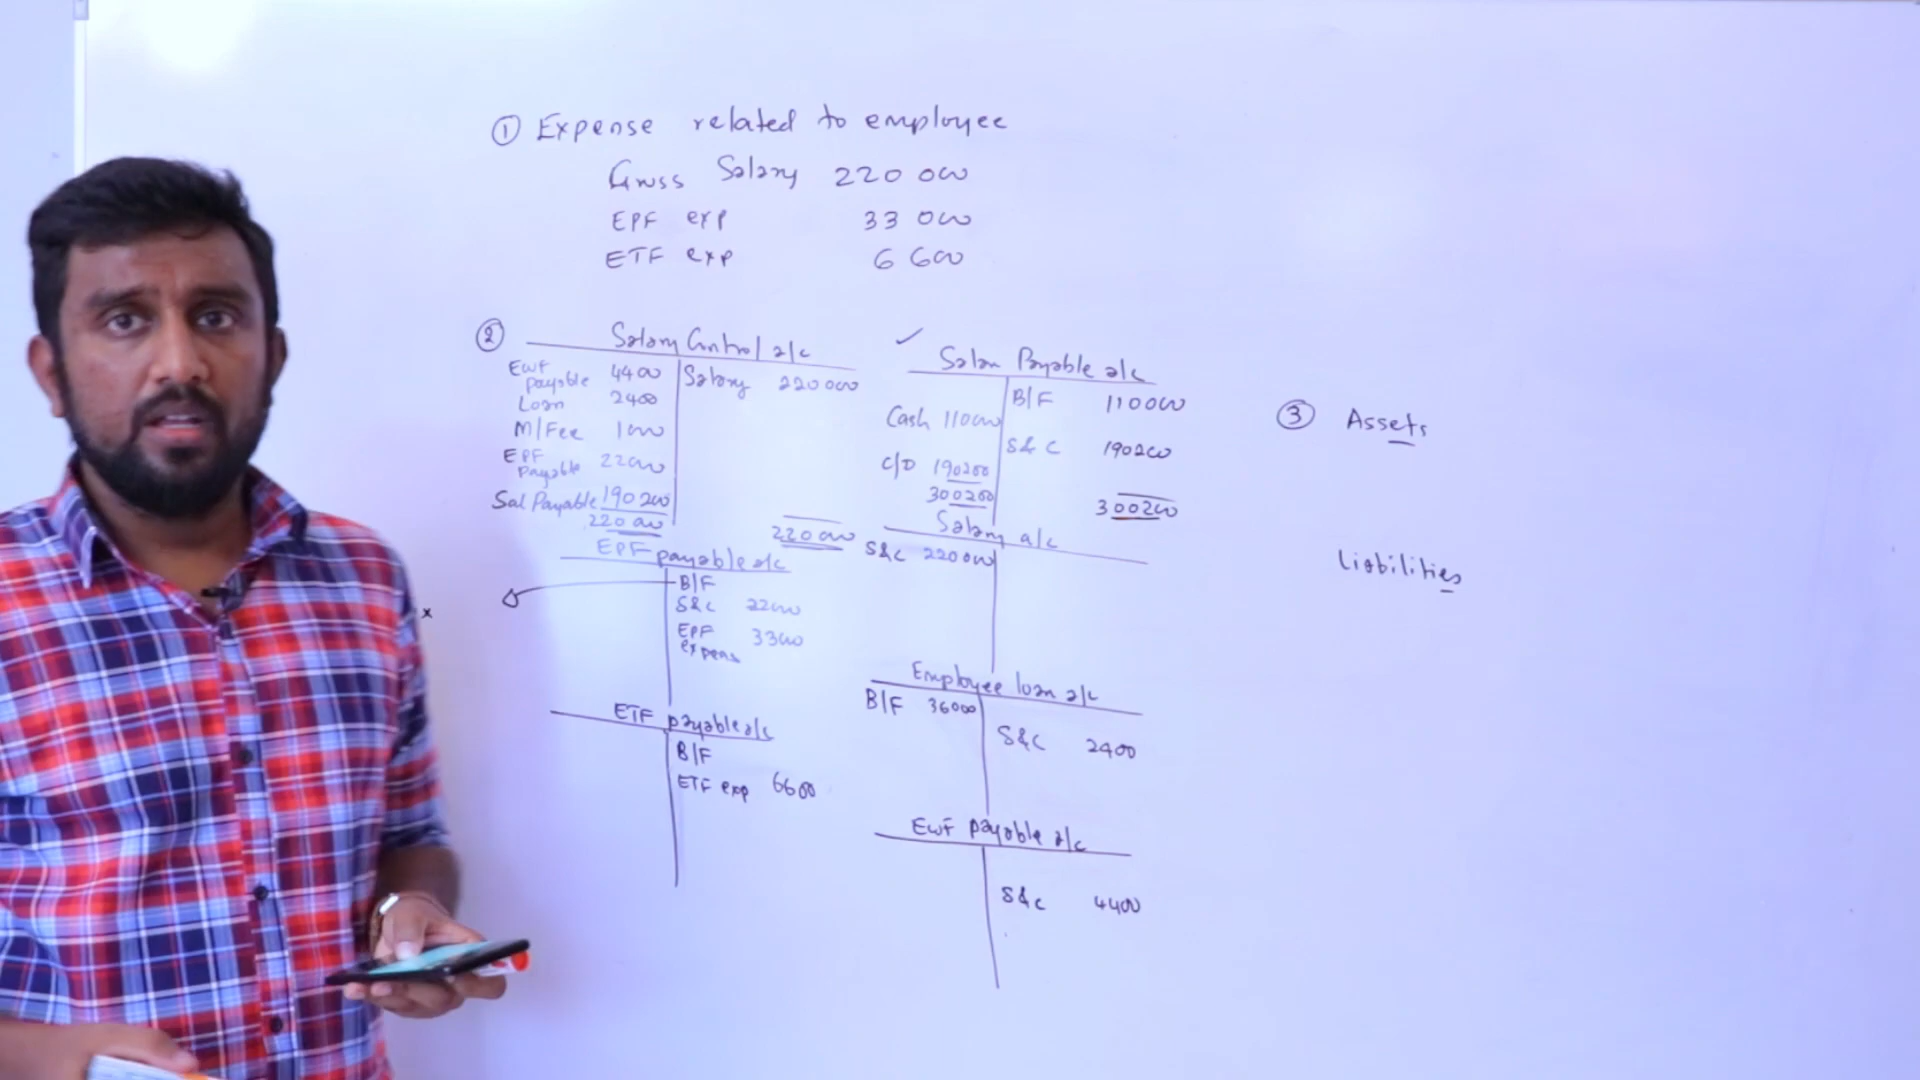 ① Expense related to employee
Gross Salary 220 000
EPF exp 33 000
ETF exp 6 600
②
Salary Control a/c
EWF payable 4400
Loan 2400
M/Fee 1000
EPF payable 22000
Sal Payable 190 200
220 000
Salary 220 000
220 000
Salary Payable a/c
Cash 110000
C/D 190200
300200
B/F 110000
S&C 190200
300200
EPF payable a/c
B/F
S&C 22000
EPF expens 33000
x
Salary a/c
S&C 220000
ETF payable a/c
B/F
ETF exp 6600
Employee loan a/c
B/F 36000
S&C 2400
EWF payable a/c
S&C 4400
③ Assets
Liabilities